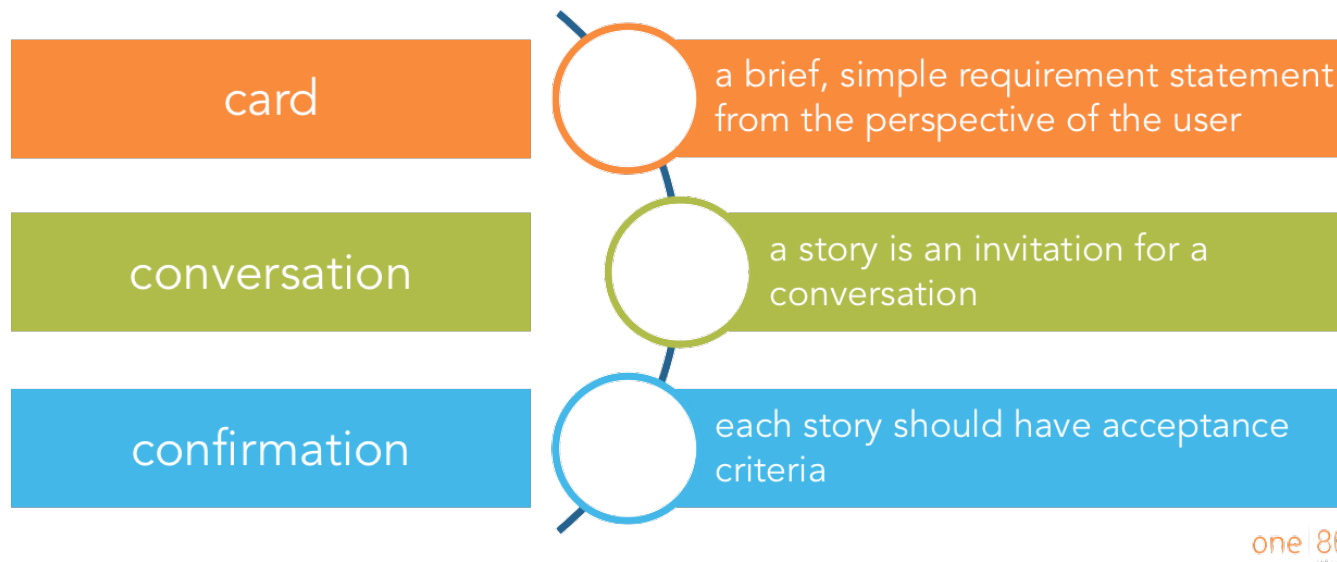 card
a brief, simple requirement statement
from the perspective of the user
conversation
a story is an invitation for a
conversation
confirmation
each story should have acceptance
criteria
one